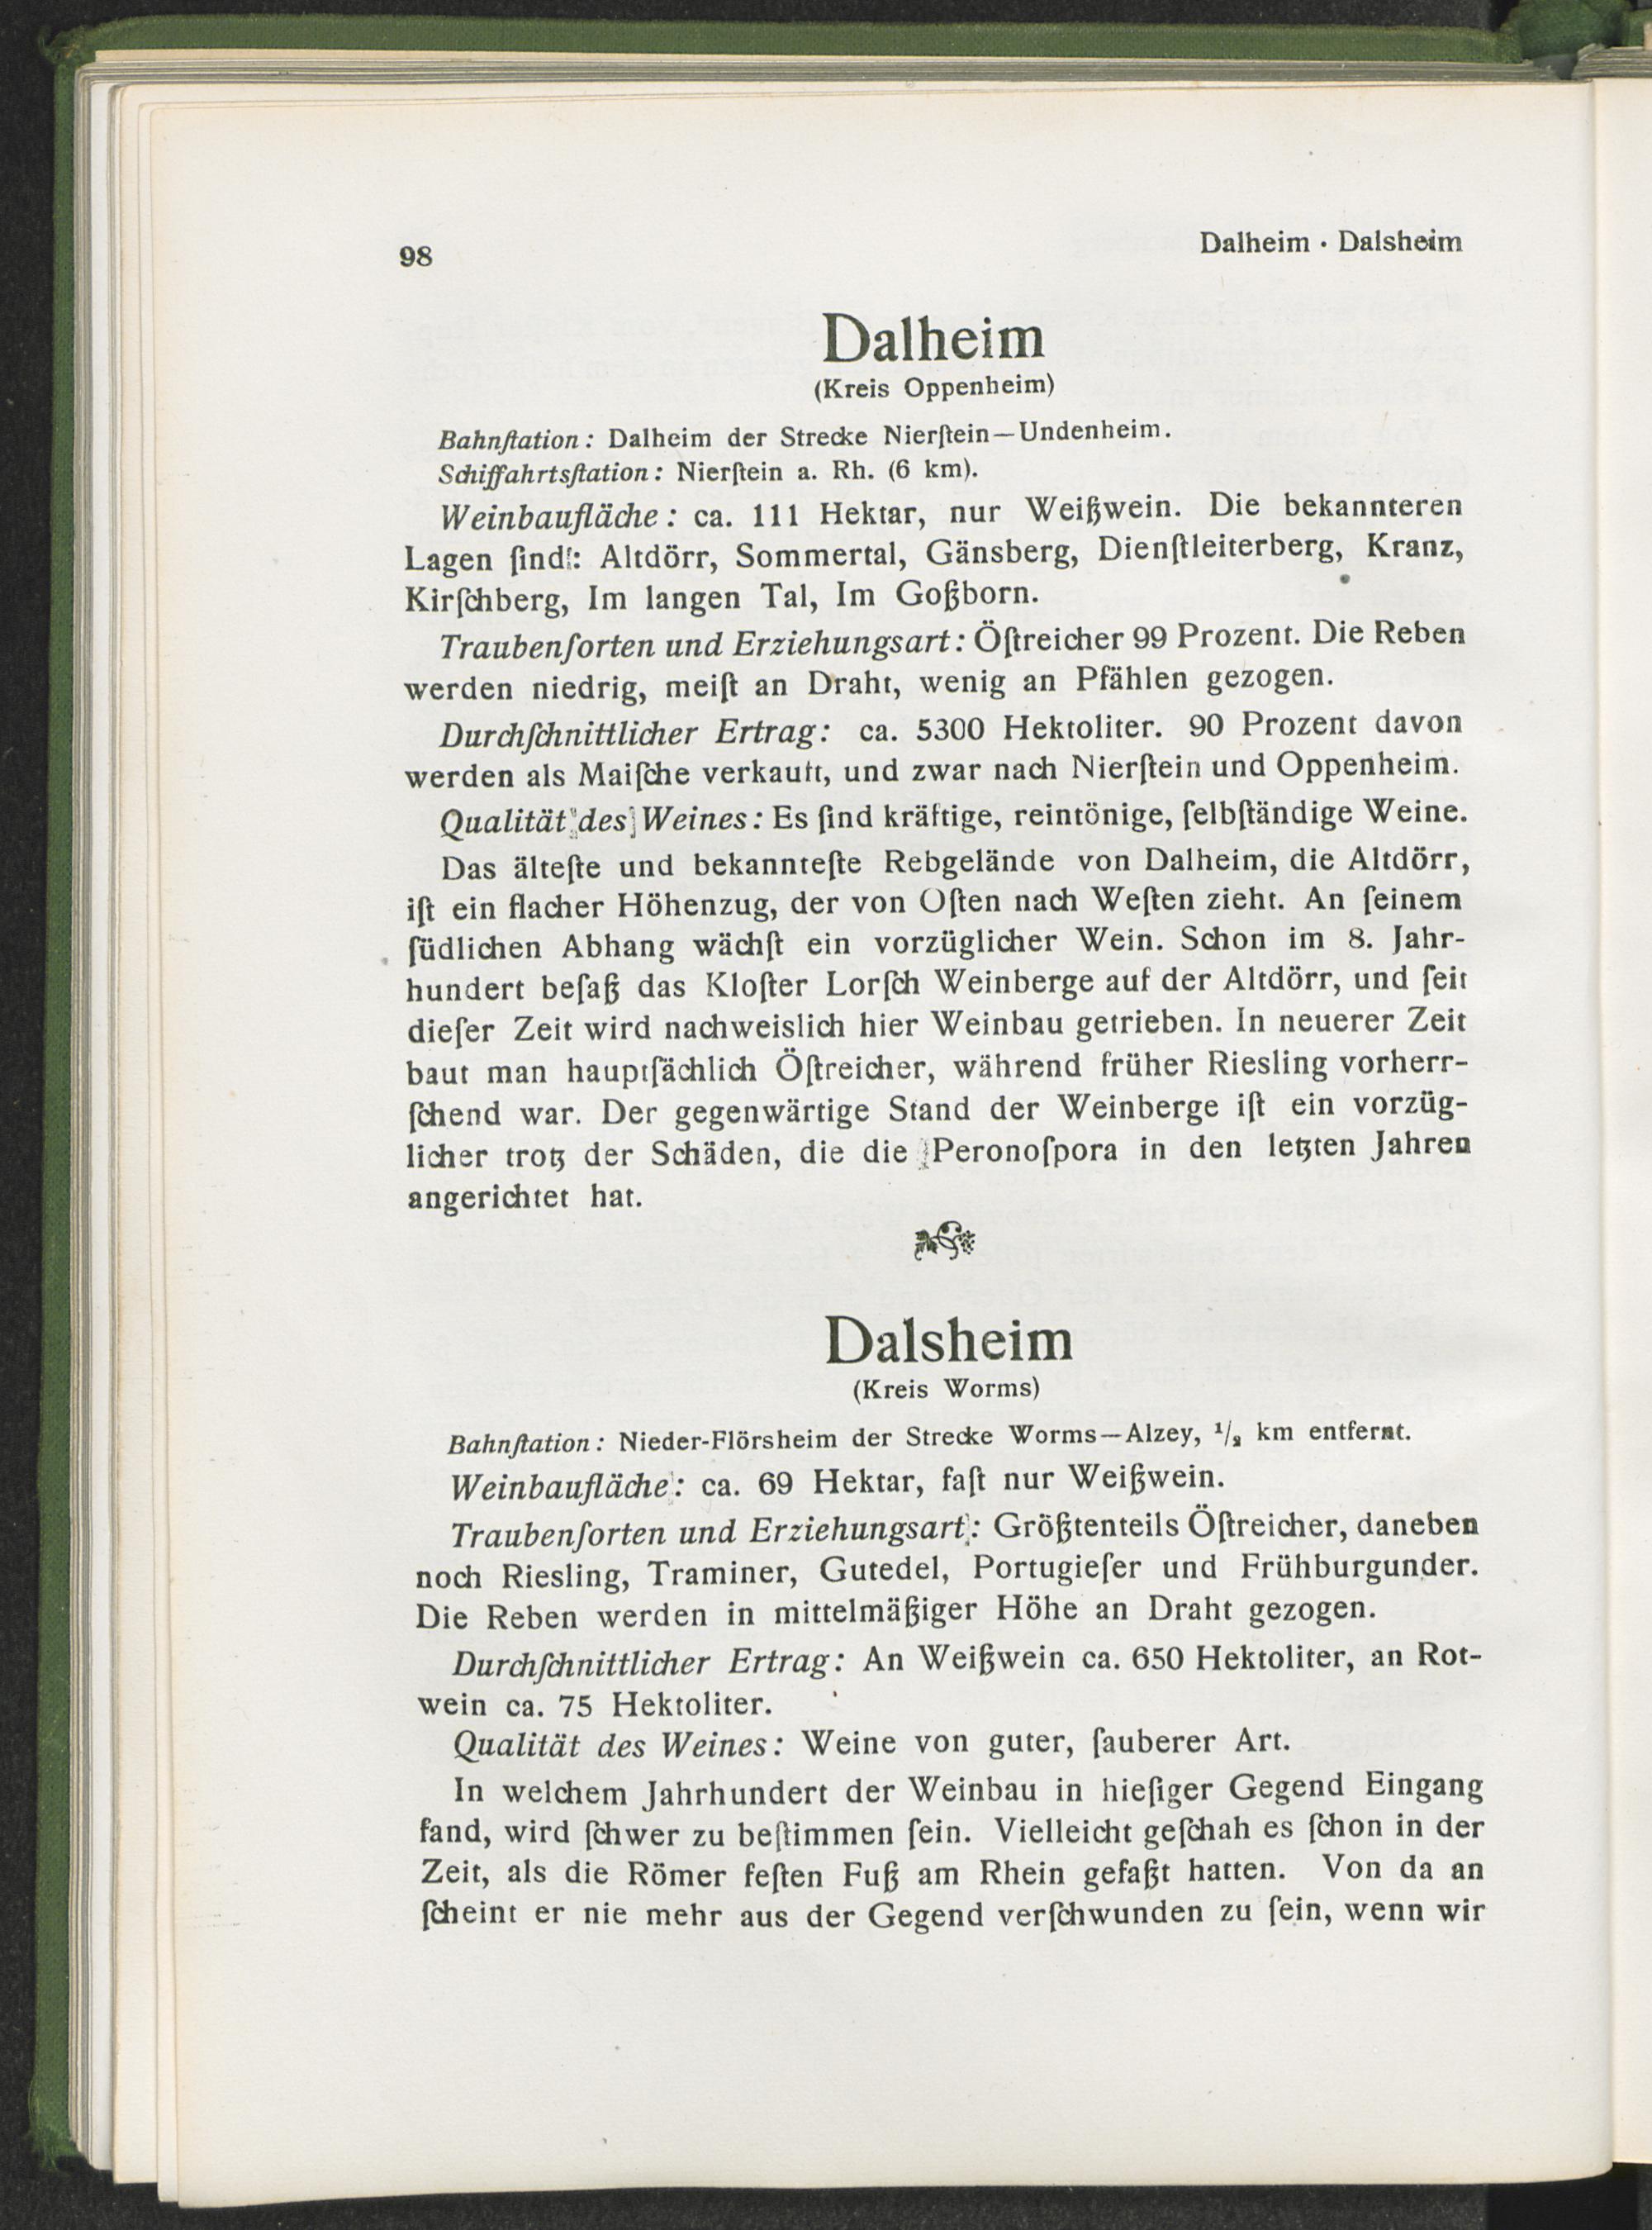 98
Dalheim · Dalsheim
Dalheim
(Kreis Oppenheim)
Bahnſtation: Dalheim der Strecke Nierſtein—Undenheim.
Schiffahrtsſtation: Nierſtein a. Rh. (6 km).
Weinbaufläche: ca. 111 Hektar, nur Weißwein. Die bekannteren
Lagen ſind: Altdörr, Sommertal, Gänsberg, Dienſtleiterberg, Kranz,
Kirſchberg, Im langen Tal, Im Goßborn.
Traubenſorten und Erziehungsart: Öſtreicher 99 Prozent. Die Reben
werden niedrig, meiſt an Draht, wenig an Pfählen gezogen.
Durchſchnittlicher Ertrag: ca. 5300 Hektoliter. 90 Prozent davon
werden als Maiſche verkauft, und zwar nach Nierſtein und Oppenheim.
Qualität des Weines: Es ſind kräftige, reintönige, ſelbſtändige Weine.
Das älteſte und bekannteſte Rebgelände von Dalheim, die Altdörr,
iſt ein flacher Höhenzug, der von Oſten nach Weſten zieht. An ſeinem
ſüdlichen Abhang wächſt ein vorzüglicher Wein. Schon im 8. Jahr-
hundert beſaß das Kloſter Lorſch Weinberge auf der Altdörr, und ſeit
dieſer Zeit wird nachweislich hier Weinbau getrieben. In neuerer Zeit
baut man hauptſächlich Öſtreicher, während früher Riesling vorherr-
ſchend war. Der gegenwärtige Stand der Weinberge iſt ein vorzüg-
licher trotz der Schäden, die die Peronoſpora in den letzten Jahren
angerichtet hat.
Dalsheim
(Kreis Worms)
Bahnſtation: Nieder-Flörsheim der Strecke Worms—Alzey, 1/2 km entfernt.
Weinbaufläche: ca. 69 Hektar, faſt nur Weißwein.
Traubenſorten und Erziehungsart: Größtenteils Öſtreicher, daneben
noch Riesling, Traminer, Gutedel, Portugieſer und Frühburgunder.
Die Reben werden in mittelmäßiger Höhe an Draht gezogen.
Durchſchnittlicher Ertrag: An Weißwein ca. 650 Hektoliter, an Rot-
wein ca. 75 Hektoliter.
Qualität des Weines: Weine von guter, ſauberer Art.
In welchem Jahrhundert der Weinbau in hieſiger Gegend Eingang
fand, wird ſchwer zu beſtimmen ſein. Vielleicht geſchah es ſchon in der
Zeit, als die Römer feſten Fuß am Rhein gefaßt hatten. Von da an
ſcheint er nie mehr aus der Gegend verſchwunden zu ſein, wenn wir